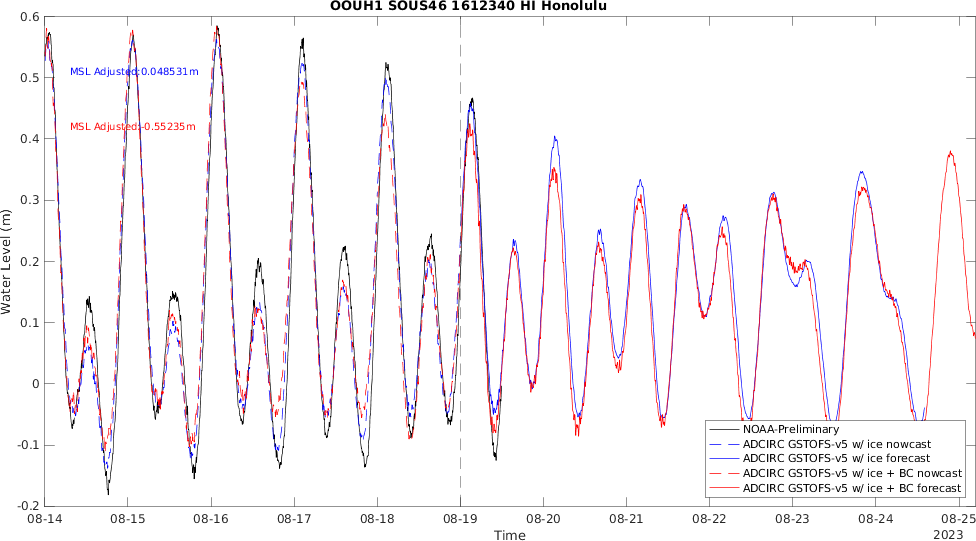 OOUH1 SOUS46 1612340 HI Honolulu
0.6
0.5
0.4
0.3
0.2
0.1
0
-0.1
-0.2
Water Level (m)
MSL Adjusted:0.048531m
MSL Adjusted:-0.55235m
NOAA-Preliminary
ADCIRC GSTOFS-v5 w/ ice nowcast
ADCIRC GSTOFS-v5 w/ ice forecast
ADCIRC GSTOFS-v5 w/ ice + BC nowcast
ADCIRC GSTOFS-v5 w/ ice + BC forecast
08-14 08-15 08-16 08-17 08-18 08-19 08-20 08-21 08-22 08-23 08-24 08-25
Time
2023